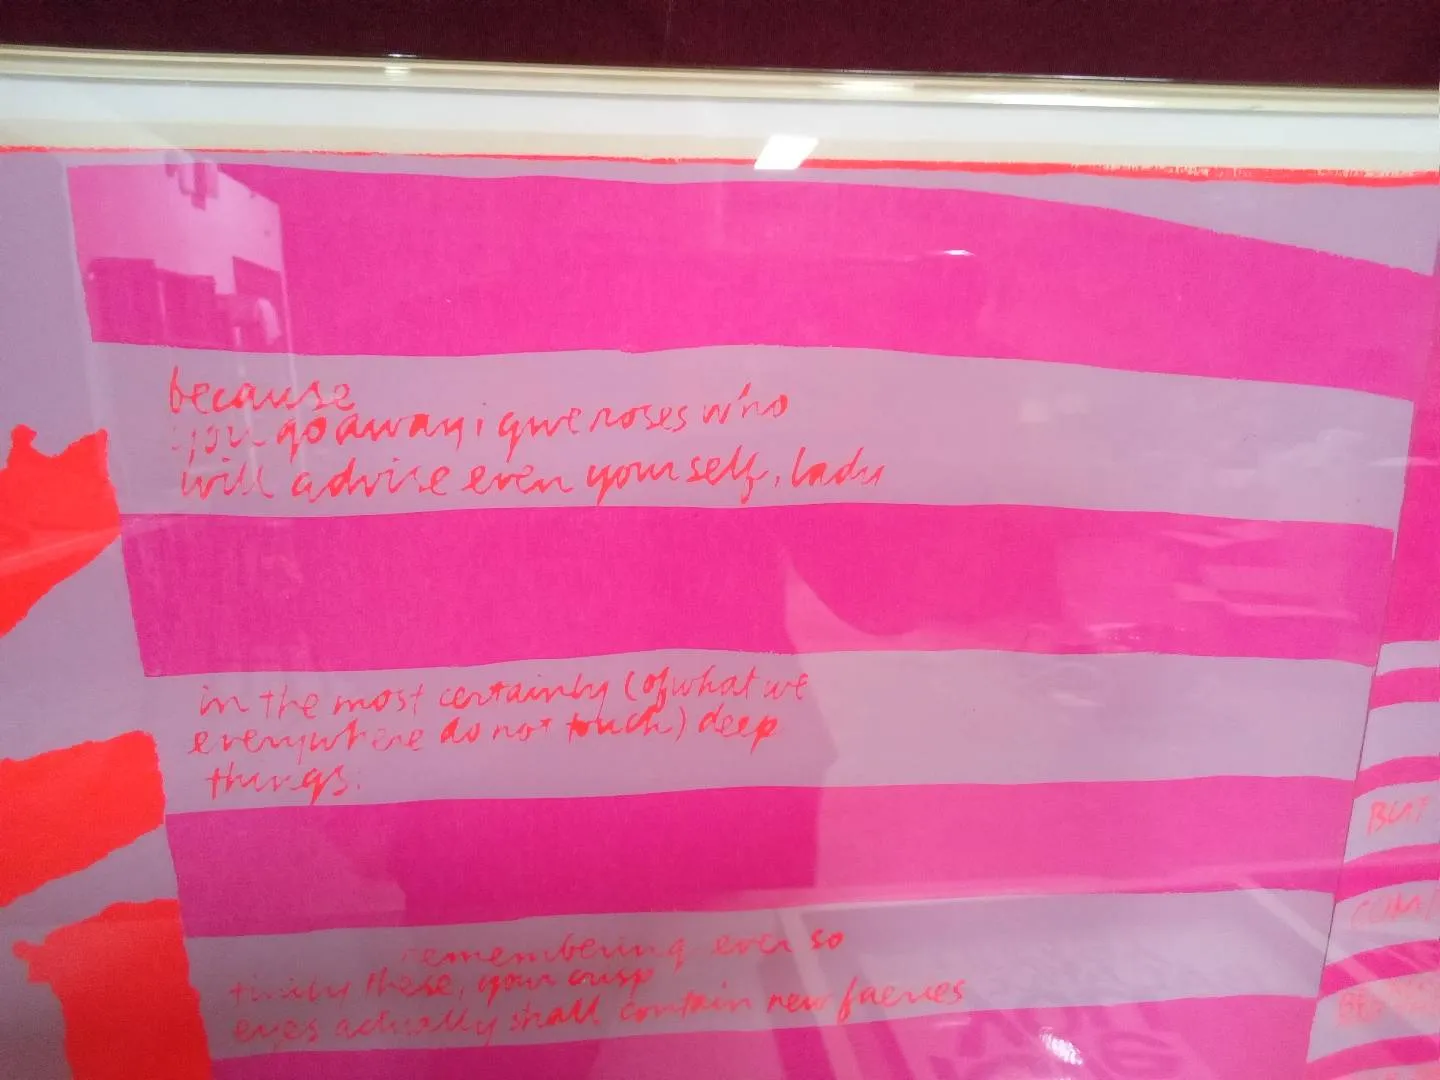 because
you go away i give roses who
will advise even yourself, lady
in the most certainly (of what we
everywhere do not touch) deep
things.
remembering ever so
tinily these, your crisp
eyes actually shall contain new faeries
BUT